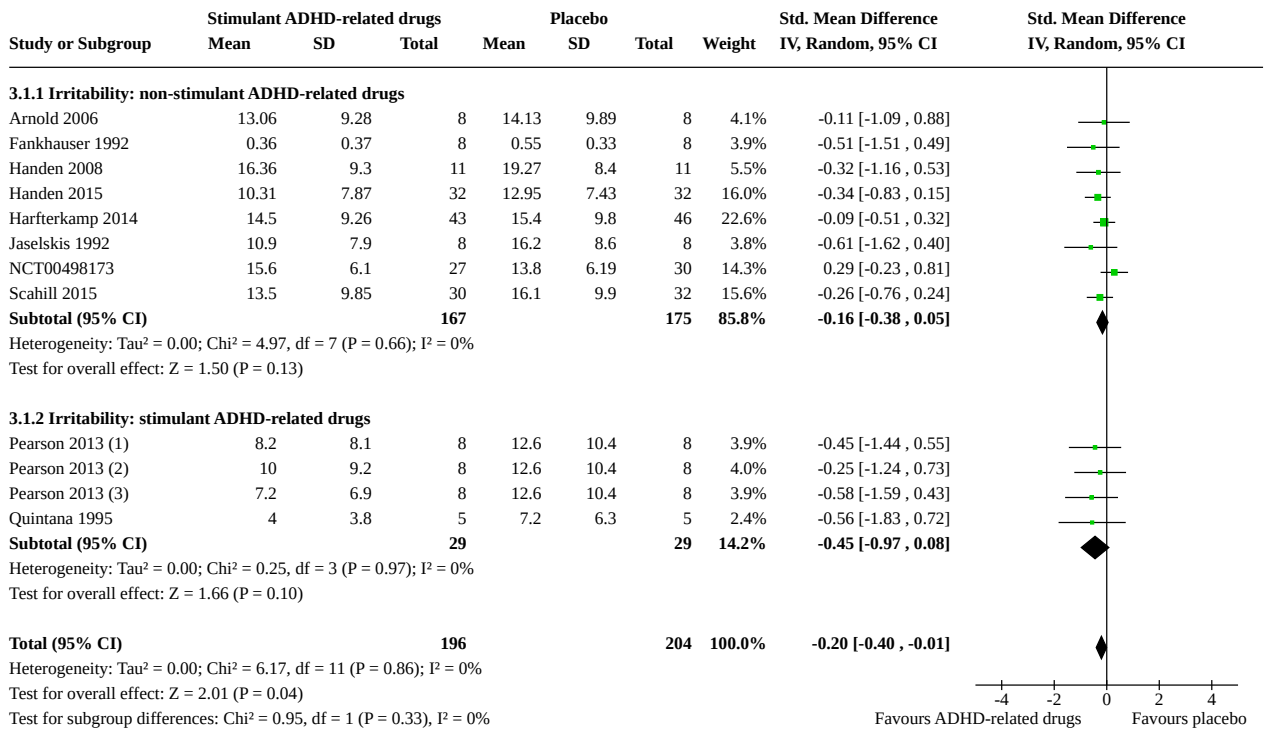 Stimulant ADHD-related drugs Placebo Std. Mean Difference Std. Mean Difference
Study or Subgroup Mean SD Total Mean SD Total Weight IV, Random, 95% CI IV, Random, 95% CI
3.1.1 Irritability: non-stimulant ADHD-related drugs
Arnold 2006 13.06 9.28 8 14.13 9.89 8 4.1% -0.11 [-1.09 , 0.88]
Fankhauser 1992 0.36 0.37 8 0.55 0.33 8 3.9% -0.51 [-1.51 , 0.49]
Handen 2008 16.36 9.3 11 19.27 8.4 11 5.5% -0.32 [-1.16 , 0.53]
Handen 2015 10.31 7.87 32 12.95 7.43 32 16.0% -0.34 [-0.83 , 0.15]
Harfterkamp 2014 14.5 9.26 43 15.4 9.8 46 22.6% -0.09 [-0.51 , 0.32]
Jaselskis 1992 10.9 7.9 8 16.2 8.6 8 3.8% -0.61 [-1.62 , 0.40]
NCT00498173 15.6 6.1 27 13.8 6.19 30 14.3% 0.29 [-0.23 , 0.81]
Scahill 2015 13.5 9.85 30 16.1 9.9 32 15.6% -0.26 [-0.76 , 0.24]
Subtotal (95% CI) 167 175 85.8% -0.16 [-0.38 , 0.05]
Heterogeneity: Tau² = 0.00; Chi² = 4.97, df = 7 (P = 0.66); I² = 0%
Test for overall effect: Z = 1.50 (P = 0.13)
3.1.2 Irritability: stimulant ADHD-related drugs
Pearson 2013 (1) 8.2 8.1 8 12.6 10.4 8 3.9% -0.45 [-1.44 , 0.55]
Pearson 2013 (2) 10 9.2 8 12.6 10.4 8 4.0% -0.25 [-1.24 , 0.73]
Pearson 2013 (3) 7.2 6.9 8 12.6 10.4 8 3.9% -0.58 [-1.59 , 0.43]
Quintana 1995 4 3.8 5 7.2 6.3 5 2.4% -0.56 [-1.83 , 0.72]
Subtotal (95% CI) 29 29 14.2% -0.45 [-0.97 , 0.08]
Heterogeneity: Tau² = 0.00; Chi² = 0.25, df = 3 (P = 0.97); I² = 0%
Test for overall effect: Z = 1.66 (P = 0.10)
Total (95% CI) 196 204 100.0% -0.20 [-0.40 , -0.01]
Heterogeneity: Tau² = 0.00; Chi² = 6.17, df = 11 (P = 0.86); I² = 0%
Test for overall effect: Z = 2.01 (P = 0.04)
-4 -2 0 2 4
Test for subgroup differences: Chi² = 0.95, df = 1 (P = 0.33), I² = 0%
Favours ADHD-related drugs Favours placebo